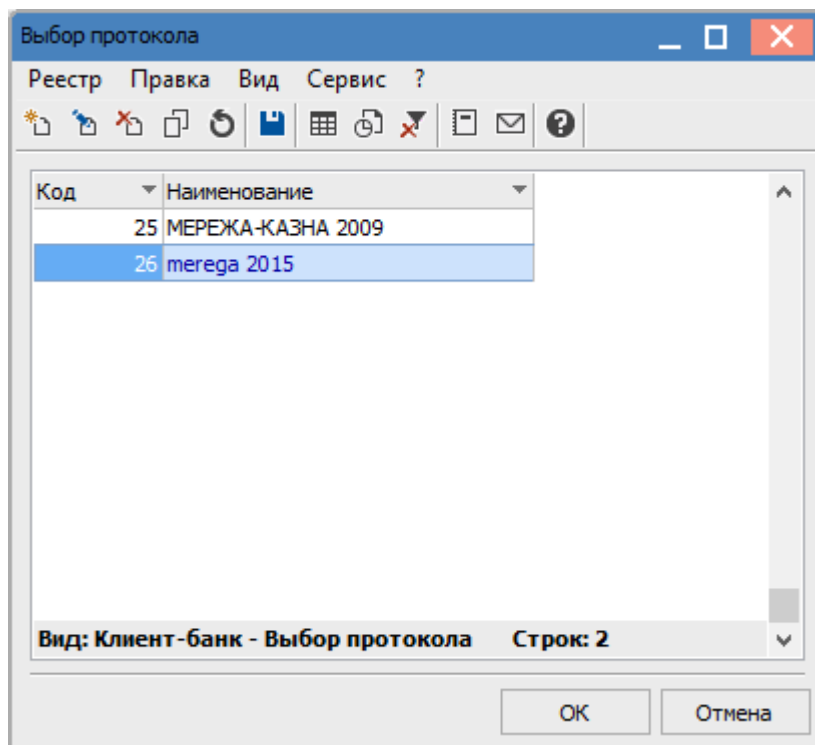 Выбор протокола
Реестр Правка Вид Сервис ?
Код Наименование
25 МЕРЕЖА-КАЗНА 2009
26 merega 2015
Вид: Клиент-банк - Выбор протокола Строк: 2
ОК Отмена